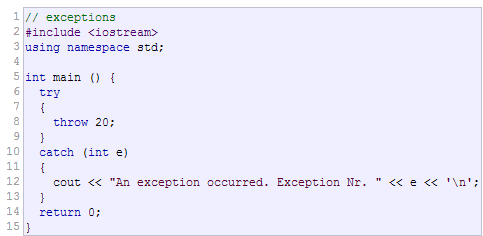 1 // exceptions
2 #include <iostream>
3 using namespace std;
4
5 int main () {
6   try
7   {
8     throw 20;
9   }
10   catch (int e)
11   {
12     cout << "An exception occurred. Exception Nr. " << e << '\n';
13   }
14   return 0;
15 }